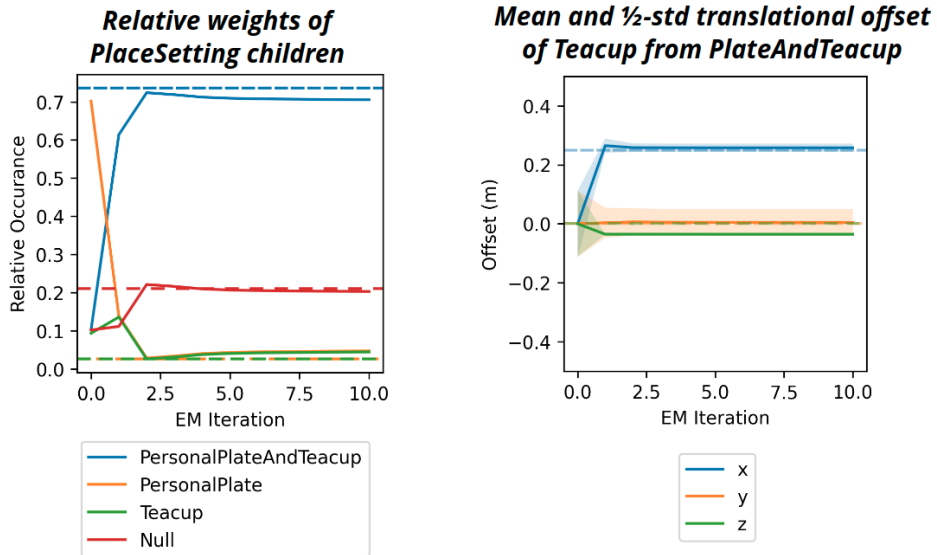 Relative weights of
PlaceSetting children
Relative Occurance
0.7
0.6
0.5
0.4
0.3
0.2
0.1
0.0
0.0 2.5 5.0 7.5 10.0
EM Iteration
PersonalPlateAndTeacup
PersonalPlate
Teacup
Null
Mean and ½-std translational offset
of Teacup from PlateAndTeacup
Offset (m)
0.4
0.2
0.0
−0.2
−0.4
0.0 2.5 5.0 7.5 10.0
EM Iteration
x
y
z